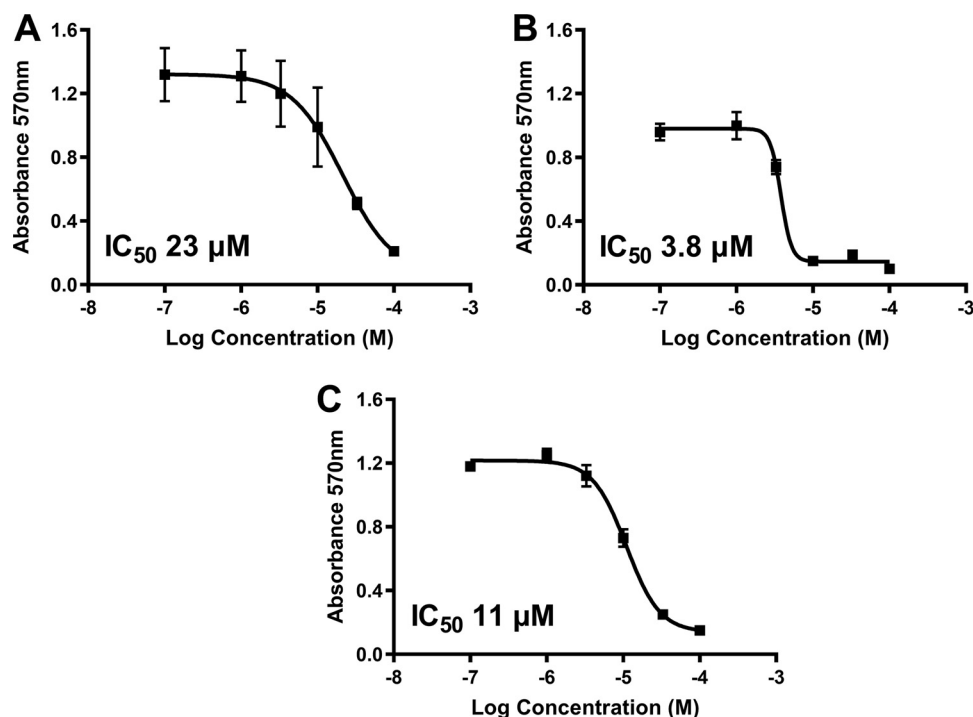 A
Absorbance 570nm
1.6
1.2
0.8
0.4
0.0
IC50 23 µM
-8 -7 -6 -5 -4 -3
Log Concentration (M)
B
Absorbance 570nm
1.6
1.2
0.8
0.4
0.0
IC50 3.8 µM
-8 -7 -6 -5 -4 -3
Log Concentration (M)
C
Absorbance 570nm
1.6
1.2
0.8
0.4
0.0
IC50 11 µM
-8 -7 -6 -5 -4 -3
Log Concentration (M)